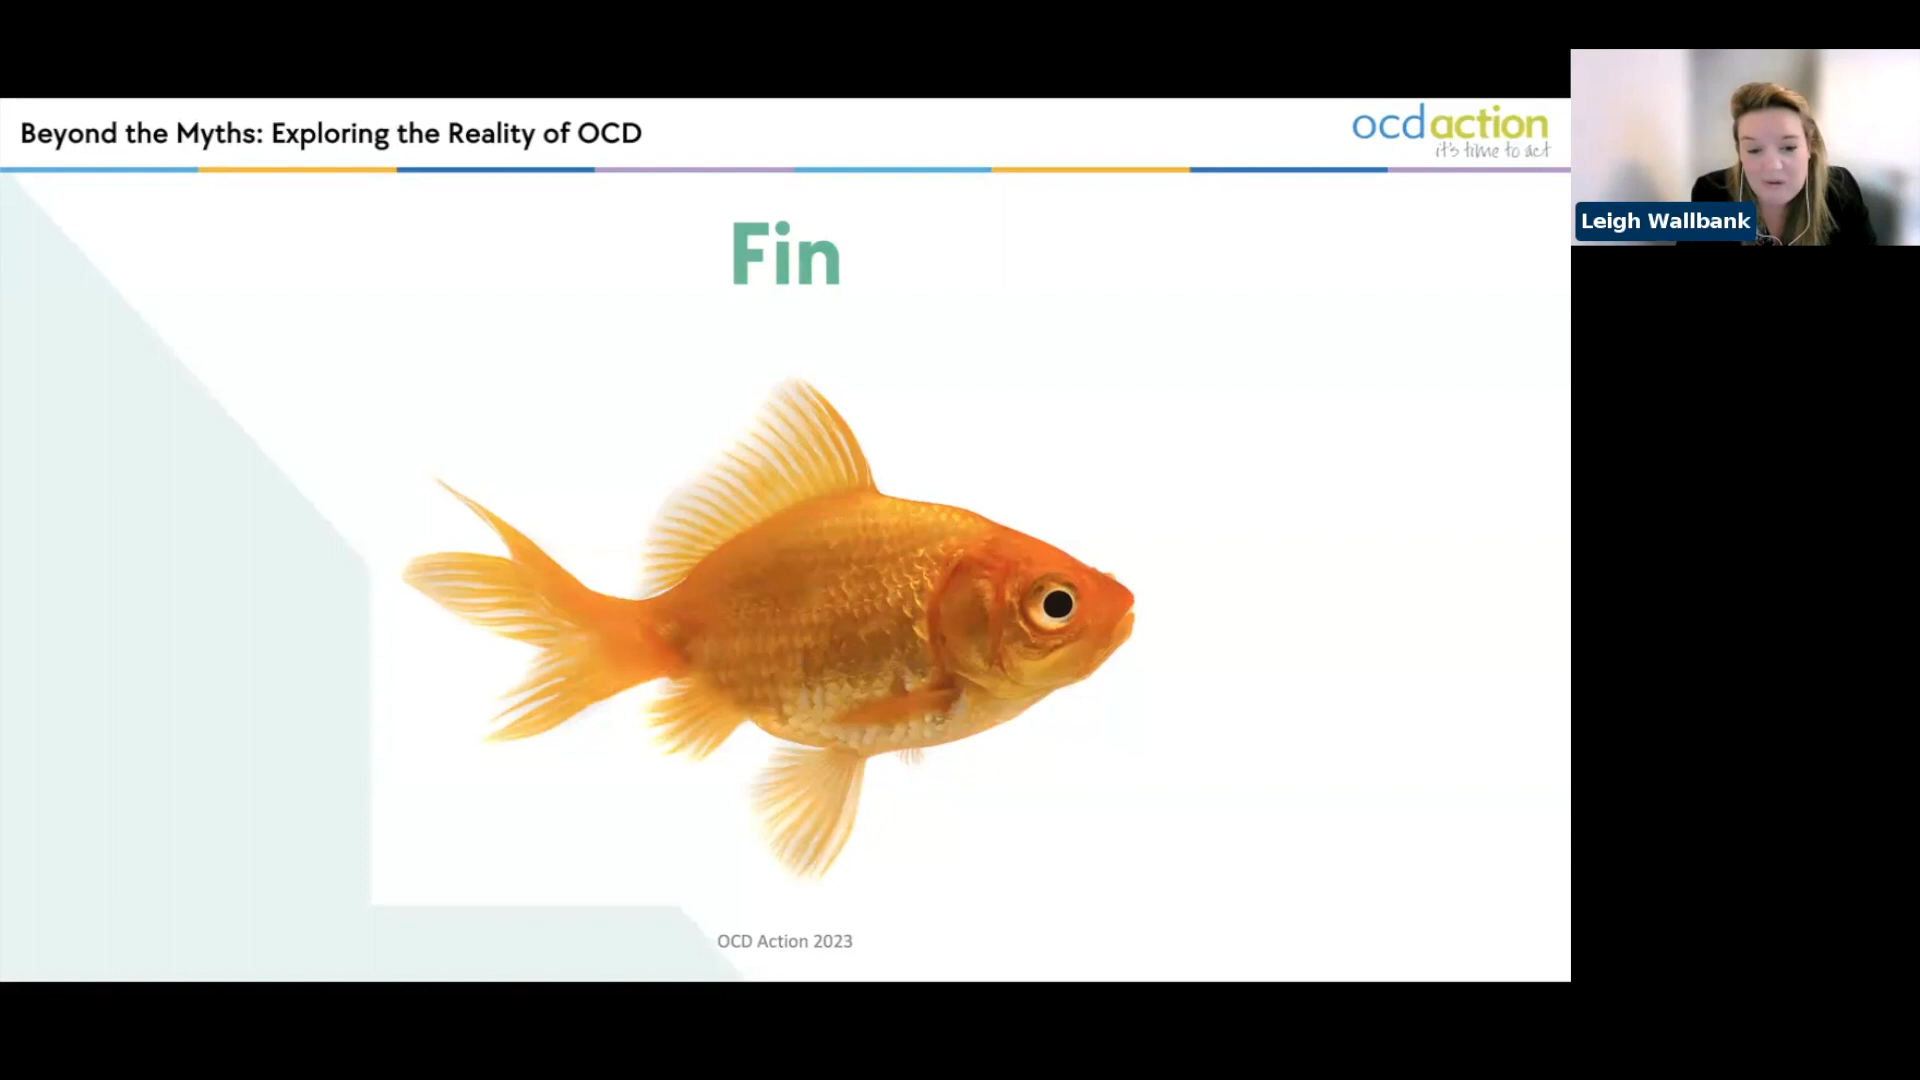 Beyond the Myths: Exploring the Reality of OCD
ocdaction
it's time to act
Leigh Wallbank
Fin
OCD Action 2023